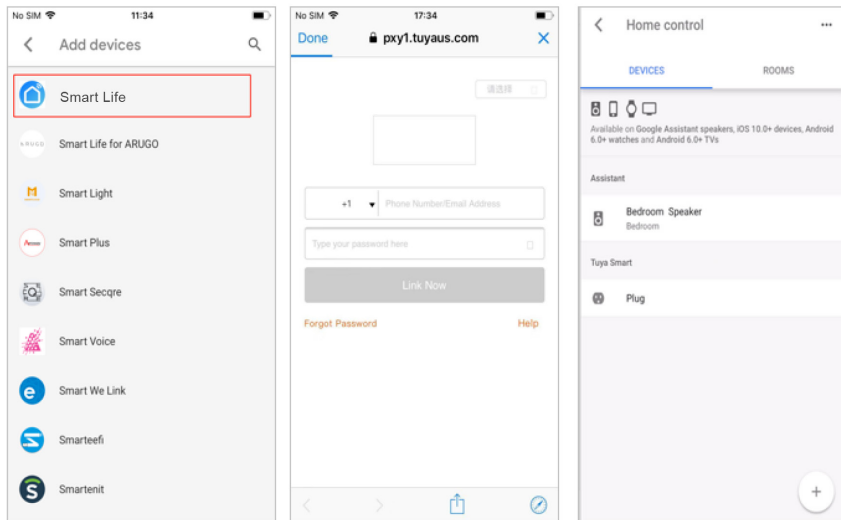 No SIM 11:34
Add devices
Smart Life
ARUGO
Smart Life for ARUGO
Smart Light
Smart Plus
Smart Secqre
Smart Voice
Smart We Link
Smarteefi
Smartenit
No SIM 17:34
Done pxy1.tuyaus.com
请选择
+1 Phone Number/Email Address
Type your password here
Link Now
Forgot Password Help
Home control
DEVICES ROOMS
Available on Google Assistant speakers, iOS 10.0+ devices, Android
6.0+ watches and Android 6.0+ TVs
Assistant
Bedroom Speaker
Bedroom
Tuya Smart
Plug